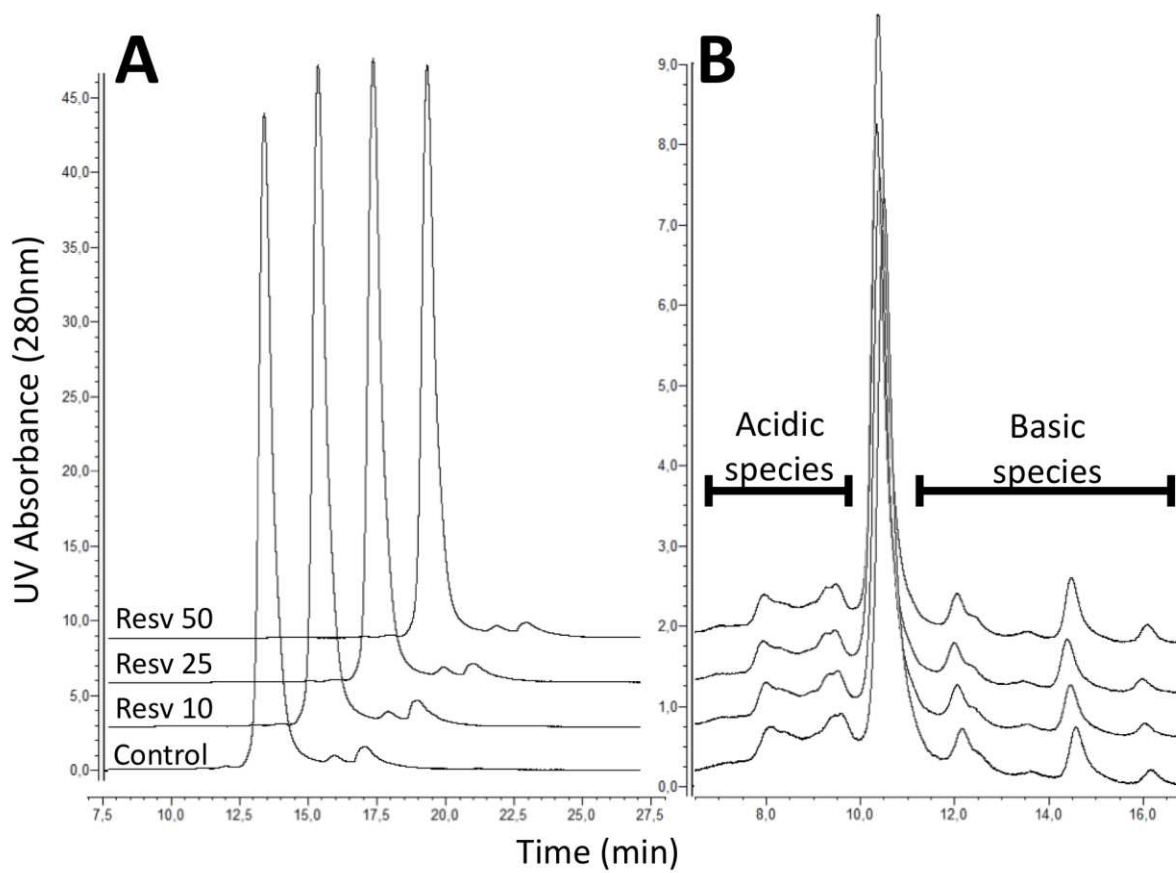 A
B
UV Absorbance (280nm)
45,0
40,0
35,0
30,0
25,0
20,0
15,0
10,0
5,0
0,0
Resv 50
Resv 25
Resv 10
Control
7,5 10,0 12,5 15,0 17,5 20,0 22,5 25,0 27,5
9,0
8,0
7,0
6,0
5,0
4,0
3,0
2,0
1,0
0,0
Acidic
species
Basic
species
8,0 10,0 12,0 14,0 16,0
Time (min)